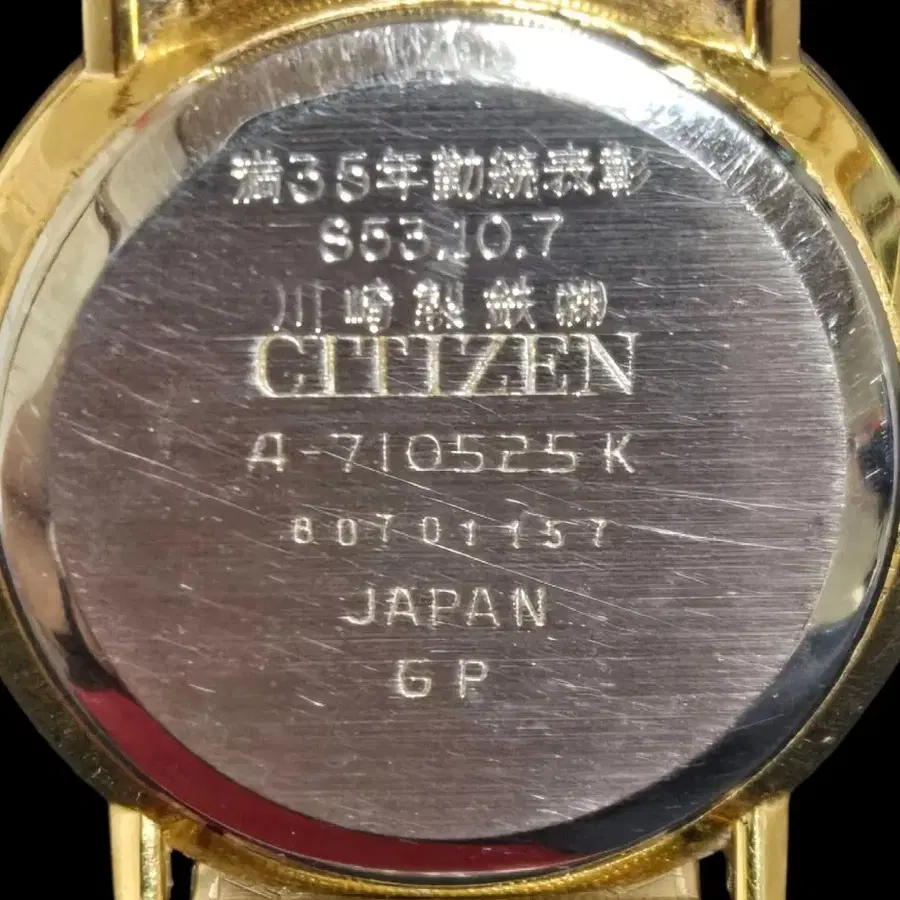 満35年勤続表彰
S53.10.7
川崎製鉄㈱
CITIZEN
A-710525K
80701157
JAPAN
GP